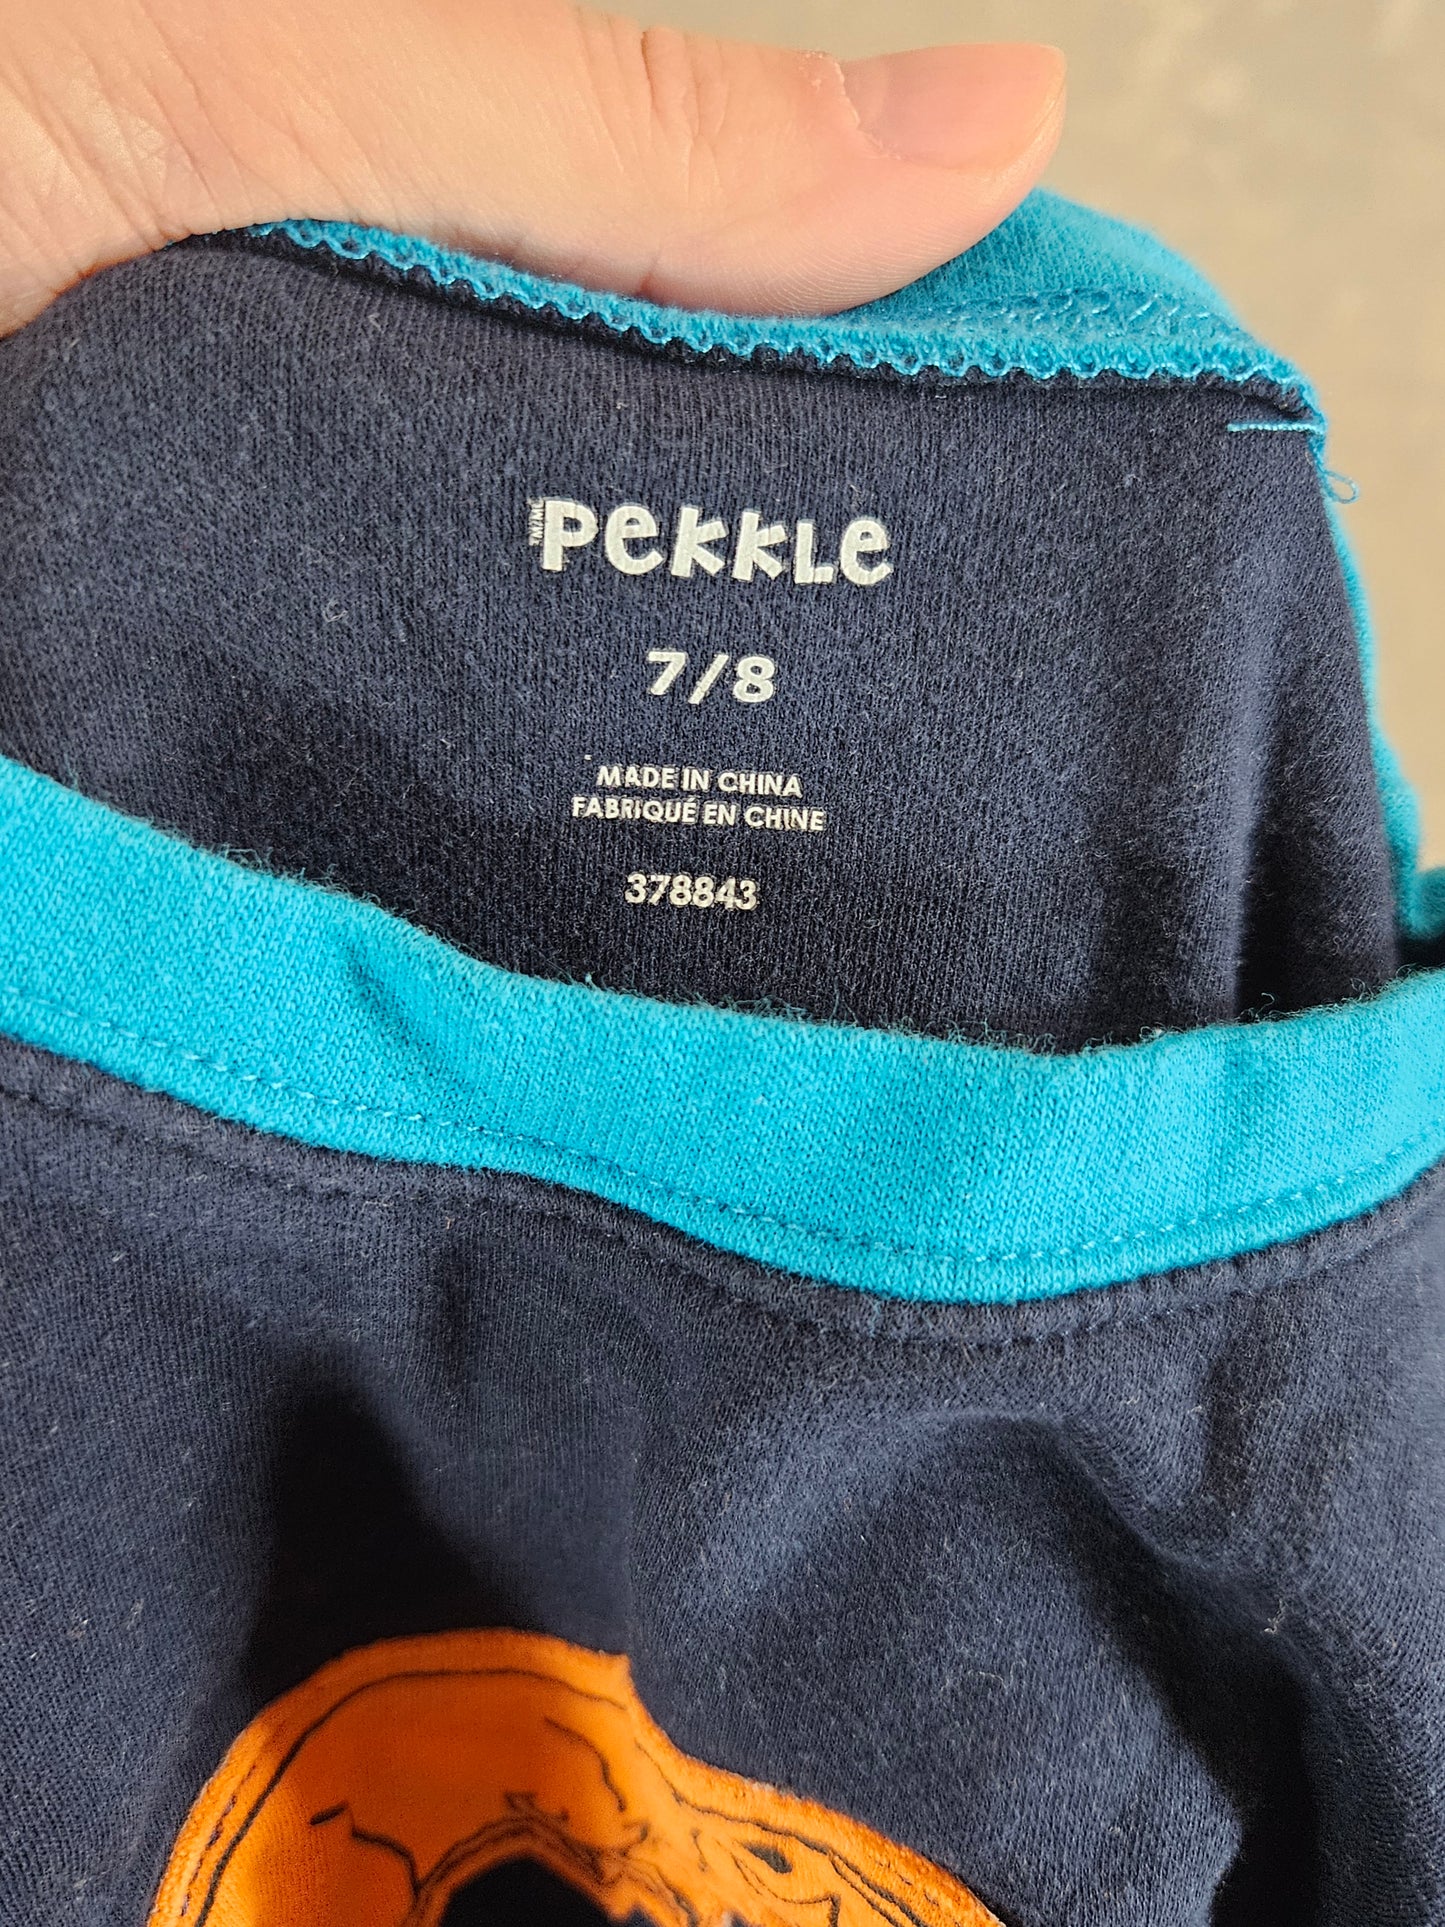 Pekkle
7/8
MADE IN CHINA
FABRIQUÉ EN CHINE
378843